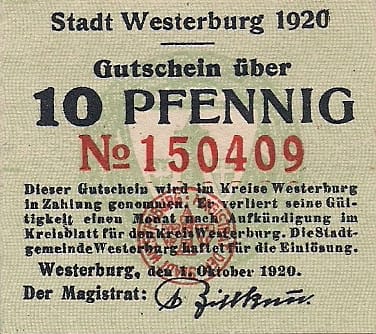 Stadt Westerburg 1920
Gutschein über
10 PFENNIG
No 150409
Dieser Gutschein wird im Kreise Westerburg
in Zahlung genommen. Er verliert seine Gül-
tigkeit einen Monat nach Aufkündigung im
Kreisblatt für den Kreis Westerburg. Die Stadt-
gemeinde Westerburg haftet für die Einlösung.
Westerburg, den 1. Oktober 1920.
Der Magistrat: